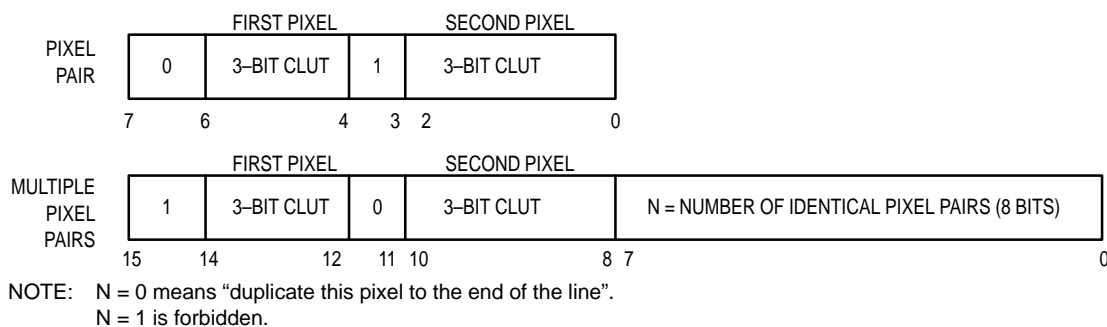 FIRST PIXEL SECOND PIXEL
PIXEL PAIR 0 3–BIT CLUT 1 3–BIT CLUT
7 6 4 3 2 0
FIRST PIXEL SECOND PIXEL
MULTIPLE PIXEL PAIRS 1 3–BIT CLUT 0 3–BIT CLUT N = NUMBER OF IDENTICAL PIXEL PAIRS (8 BITS)
15 14 12 11 10 8 7 0
NOTE: N = 0 means “duplicate this pixel to the end of the line”.
N = 1 is forbidden.